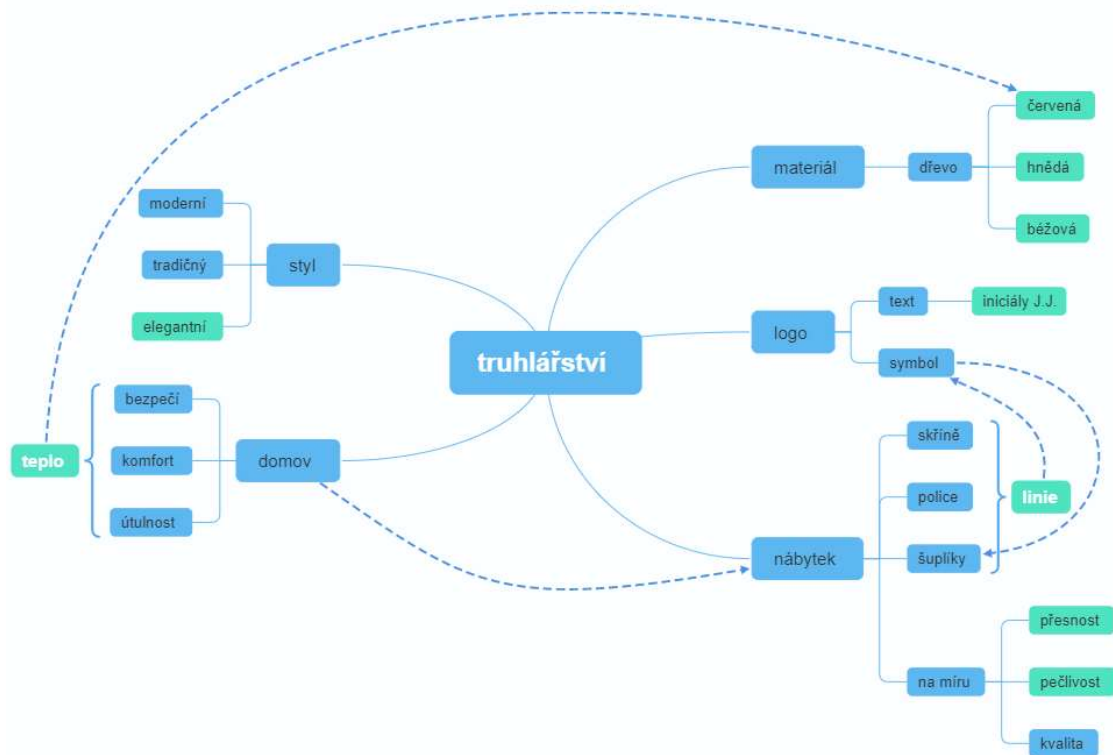 truhlářství
styl
moderní
tradičný
elegantní
domov
bezpečí
komfort
útulnost
teplo
materiál
dřevo
červená
hnědá
béžová
logo
text
iniciály J.J.
symbol
nábytek
skříně
police
šuplíky
linie
na míru
přesnost
pečlivost
kvalita